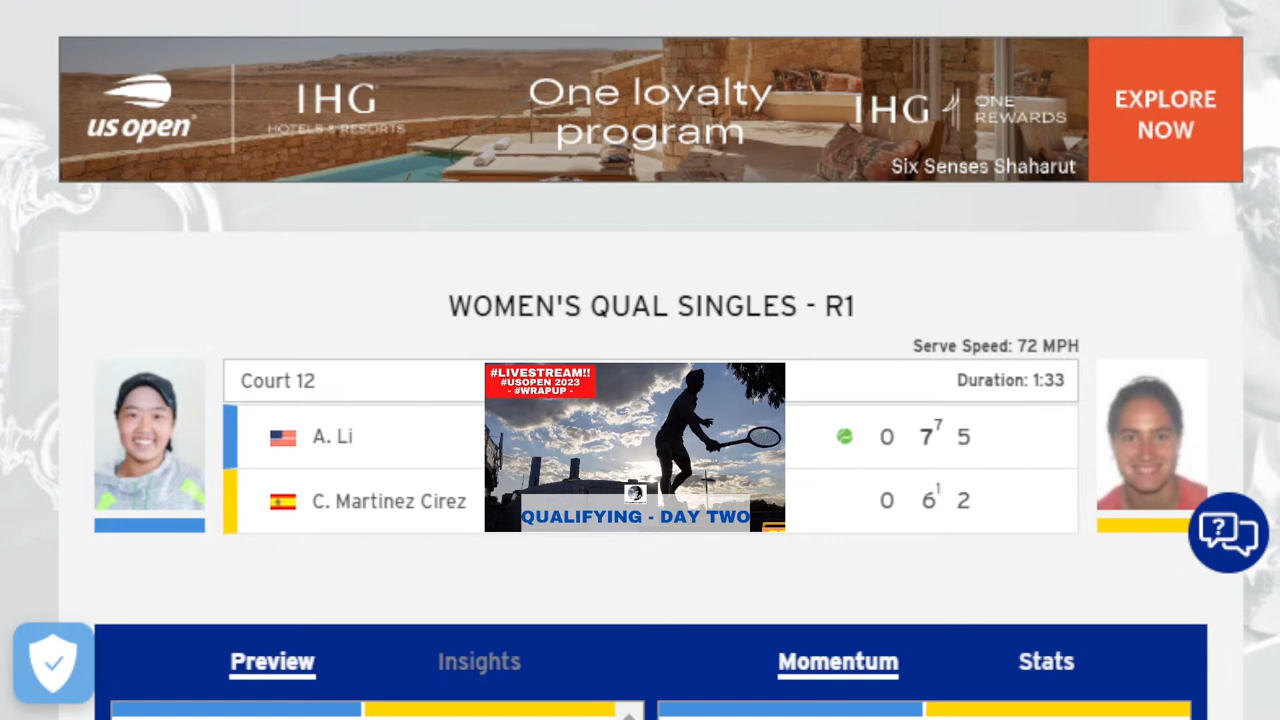 us open
IHG
HOTELS & RESORTS
One loyalty
program
IHG ONE
REWARDS
Six Senses Shaharut
EXPLORE
NOW
WOMEN'S QUAL SINGLES - R1
Serve Speed: 72 MPH
Court 12
Duration: 1:33
#LIVESTREAM!!
#USOPEN 2023
- #WRAPUP -
A. Li 0 7 7 5
C. Martinez Cirez 0 6 1 2
QUALIFYING - DAY TWO
Preview Insights Momentum Stats